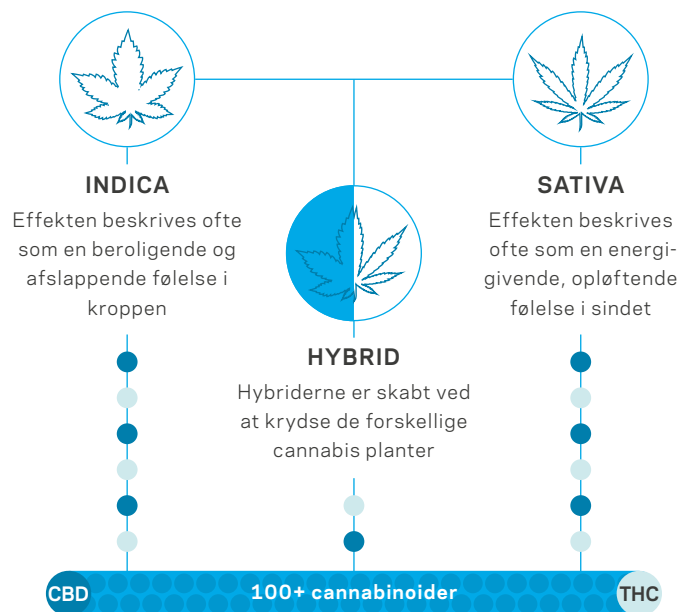 INDICA
Effekten beskrives ofte
som en beroligende og
afslappende følelse i
kroppen
SATIVA
Effekten beskrives
ofte som en energi-
givende, opløftende
følelse i sindet
HYBRID
Hybriderne er skabt ved
at krydse de forskellige
cannabis planter
CBD
100+ cannabinoider
THC